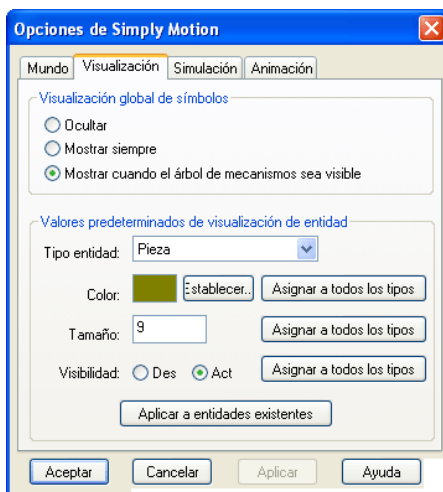 Opciones de Simply Motion
Mundo Visualización Simulación Animación
Visualización global de símbolos
Ocultar
Mostrar siempre
Mostrar cuando el árbol de mecanismos sea visible
Valores predeterminados de visualización de entidad
Tipo entidad: Pieza
Color: Establecer.. Asignar a todos los tipos
Tamaño: 9 Asignar a todos los tipos
Visibilidad: Des Act Asignar a todos los tipos
Aplicar a entidades existentes
Aceptar Cancelar Aplicar Ayuda